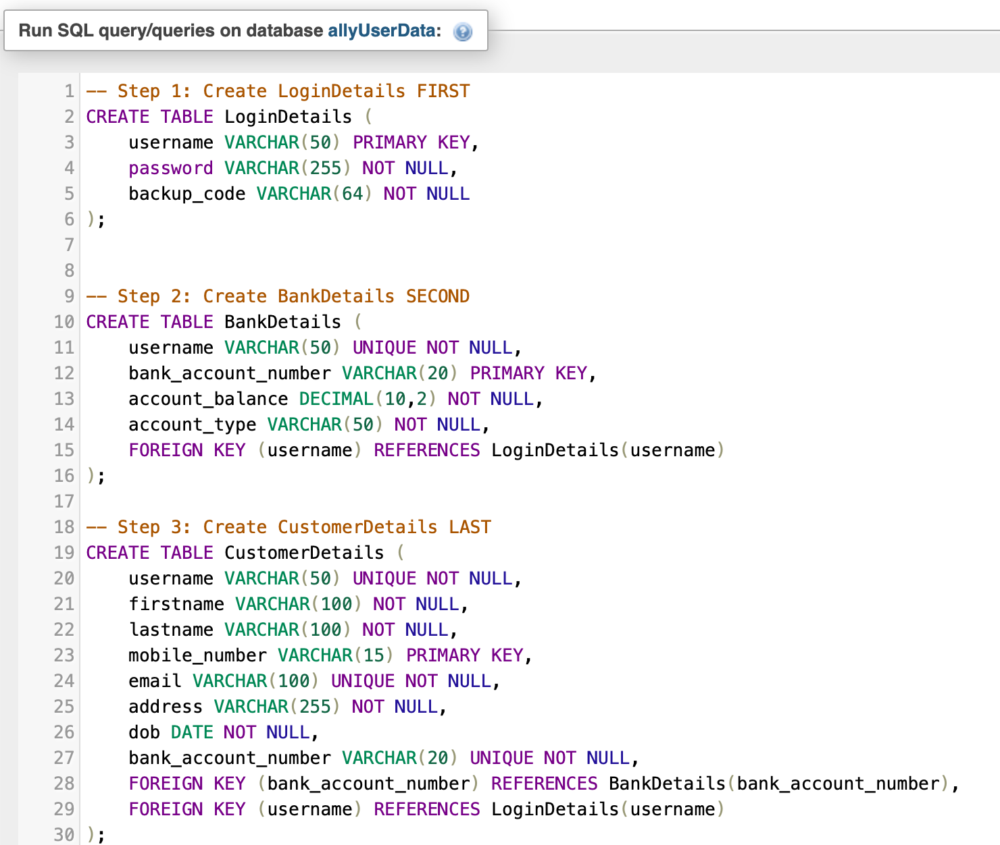 Run SQL query/queries on database allyUserData:
1 -- Step 1: Create LoginDetails FIRST
2 CREATE TABLE LoginDetails (
3     username VARCHAR(50) PRIMARY KEY,
4     password VARCHAR(255) NOT NULL,
5     backup_code VARCHAR(64) NOT NULL
6 );
7
8
9 -- Step 2: Create BankDetails SECOND
10 CREATE TABLE BankDetails (
11     username VARCHAR(50) UNIQUE NOT NULL,
12     bank_account_number VARCHAR(20) PRIMARY KEY,
13     account_balance DECIMAL(10,2) NOT NULL,
14     account_type VARCHAR(50) NOT NULL,
15     FOREIGN KEY (username) REFERENCES LoginDetails(username)
16 );
17
18 -- Step 3: Create CustomerDetails LAST
19 CREATE TABLE CustomerDetails (
20     username VARCHAR(50) UNIQUE NOT NULL,
21     firstname VARCHAR(100) NOT NULL,
22     lastname VARCHAR(100) NOT NULL,
23     mobile_number VARCHAR(15) PRIMARY KEY,
24     email VARCHAR(100) UNIQUE NOT NULL,
25     address VARCHAR(255) NOT NULL,
26     dob DATE NOT NULL,
27     bank_account_number VARCHAR(20) UNIQUE NOT NULL,
28     FOREIGN KEY (bank_account_number) REFERENCES BankDetails(bank_account_number),
29     FOREIGN KEY (username) REFERENCES LoginDetails(username)
30 );